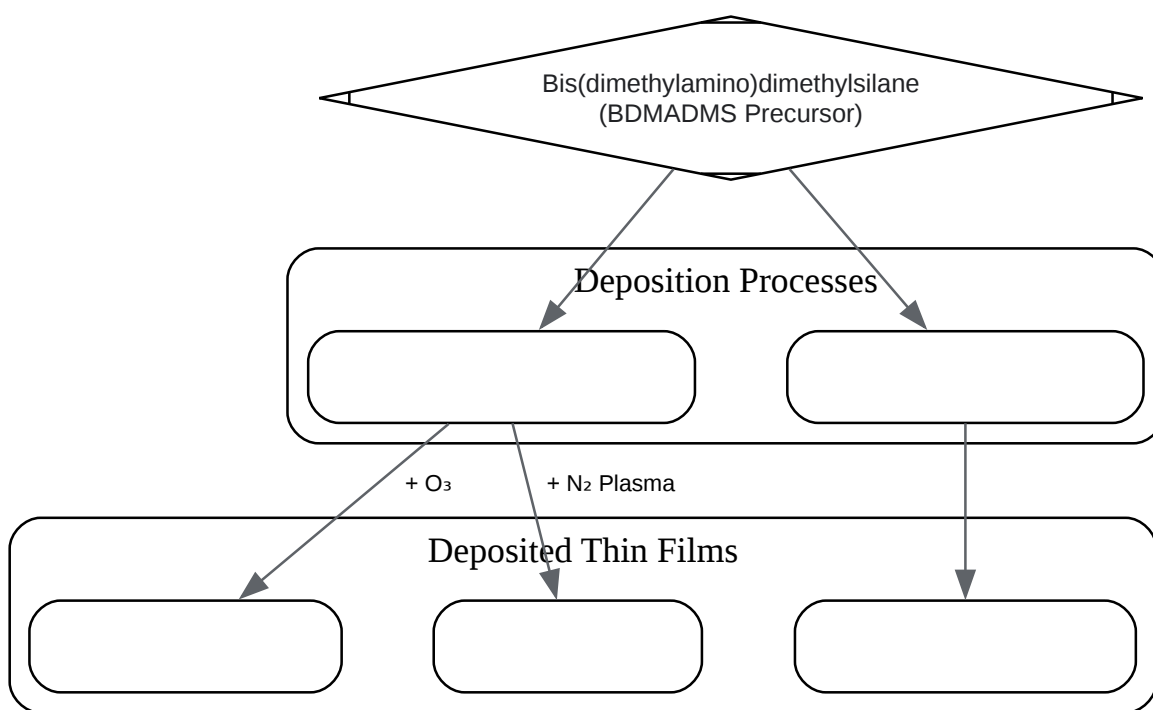 Bis(dimethylamino)dimethylsilane
(BDMADMS Precursor)
Deposition Processes
+ O₃
+ N₂ Plasma
Deposited Thin Films